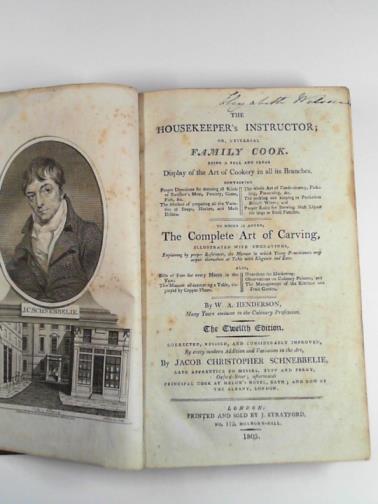 J.C. SCHNEBBELIE.
Elizabeth
THE
HOUSEKEEPER'S INSTRUCTOR;
OR, UNIVERSAL
FAMILY COOK.
BEING A FULL AND CLEAR
Display of the Art of Cookery in all its Branches.
CONTAINING
Proper Directions for dressing all Kinds
of Butcher's Meat, Poultry, Game,
Fish, &c.
The Method of preparing all the Varie-
ties of Soups, Hashes, and Made
Dishes.
The whole Art of Confectionary, Pickl-
ing, Preserving, &c.
The making and keeping in Perfection
British Wines; and
Proper Rules for Brewing Malt Liquor
for large or small Families.
TO WHICH IS ADDED,
The Complete Art of Carving,
ILLUSTRATED WITH ENGRAVINGS,
Explaining by proper References, the Manner in which Young Practitioners may
acquit themselves at Table with Elegance and Ease.
ALSO,
Bills of Fare for every Month in the
Year.
The Manner of decorating a Table, dis-
played by Copper Plates.
Directions for Marketing.
Observations on Culinary Poisons; and
The Management of the Kitchen and
Fruit Garden.
By W. A. HENDERSON,
Many Years eminent in the Culinary Profession.
The Twelfth Edition.
CORRECTED, REVISED, AND CONSIDERABLY IMPROVED,
By every modern Addition and Variation in the Art,
By JACOB CHRISTOPHER SCHNEBBELIE,
LATE APPRENTICE TO MESSRS. TUPP AND PERRY,
Oxford-Street; afterwards
PRINCIPAL COOK AT MELUN'S HOTEL, BATH; AND NOW OF
THE ALBANY, LONDON.
LONDON:
PRINTED AND SOLD BY J. STRATFORD,
No. 112, HOLBORN-HILL.